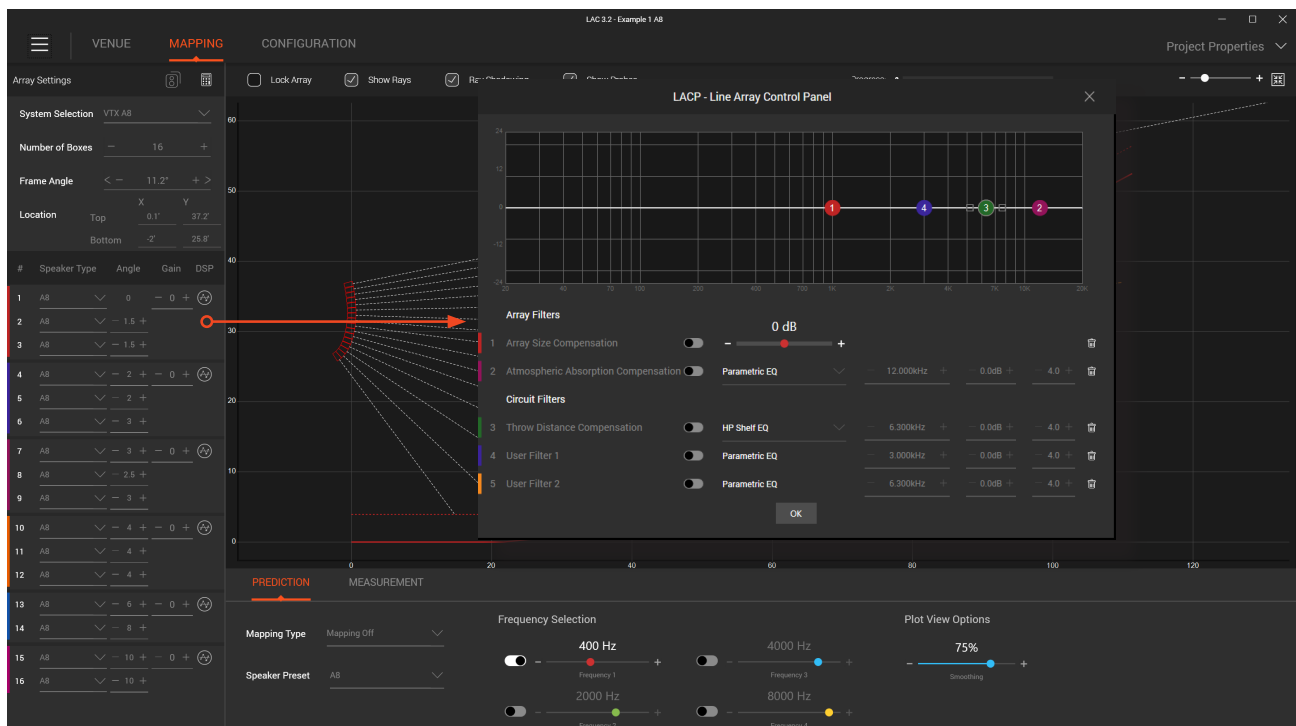 LAC 3.2 - Example 1 A8
VENUE MAPPING CONFIGURATION Project Properties
Array Settings
Lock Array Show Rays
System Selection VTX A8
Number of Boxes − 16 +
Frame Angle < − 11.2° + >
X Y
Location Top 0.1' 37.2'
Bottom -2' 25.8'
# Speaker Type Angle Gain DSP
1 A8 0 − 0 +
2 A8 − 1.5 +
3 A8 − 1.5 +
4 A8 − 2 + − 0 +
5 A8 − 2 +
6 A8 − 3 +
7 A8 − 3 + − 0 +
8 A8 − 2.5 +
9 A8 − 3 +
10 A8 − 4 + − 0 +
11 A8 − 4 +
12 A8 − 4 +
13 A8 − 6 + − 0 +
14 A8 − 8 +
15 A8 − 10 + − 0 +
16 A8 − 10 +
60
50
40
30
20
10
0
0 20 40 60 80 100 120
LACP - Line Array Control Panel
24
12
0
-12
-24
1 4 3 2
20 40 70 100 200 400 700 1K 2K 4K 7K 10K 20K
Array Filters
0 dB
1 Array Size Compensation − +
2 Atmospheric Absorption Compensation Parametric EQ − 12.000kHz + − 0.0dB + − 4.0 +
Circuit Filters
3 Throw Distance Compensation HP Shelf EQ − 6.300kHz + − 0.0dB + − 4.0 +
4 User Filter 1 Parametric EQ − 3.000kHz + − 0.0dB + − 4.0 +
5 User Filter 2 Parametric EQ − 6.300kHz + − 0.0dB + − 4.0 +
OK
PREDICTION MEASUREMENT
Mapping Type Mapping Off
Speaker Preset A8
Frequency Selection
400 Hz 4000 Hz
Frequency 1 Frequency 3
2000 Hz 8000 Hz
Plot View Options
75%
− +
Smoothing